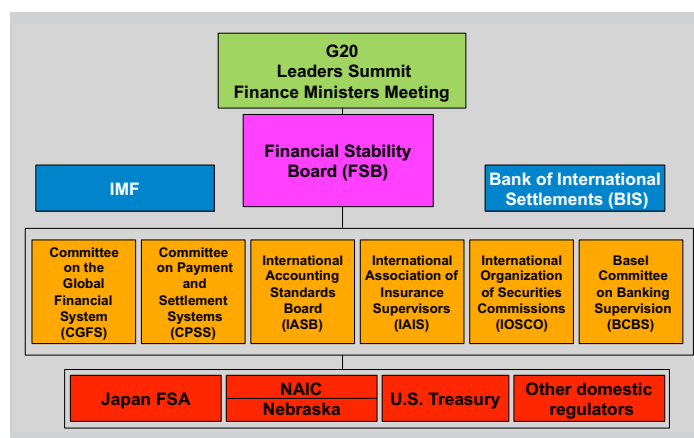 G20
Leaders Summit
Finance Ministers Meeting
Financial Stability
Board (FSB)
IMF
Bank of International
Settlements (BIS)
Committee
on the
Global
Financial
System
(CGFS)
Committee
on Payment
and
Settlement
Systems
(CPSS)
International
Accounting
Standards
Board
(IASB)
International
Association of
Insurance
Supervisors
(IAIS)
International
Organization
of Securities
Commissions
(IOSCO)
Basel
Committee
on Banking
Supervision
(BCBS)
Japan FSA
NAIC
Nebraska
U.S. Treasury
Other domestic
regulators